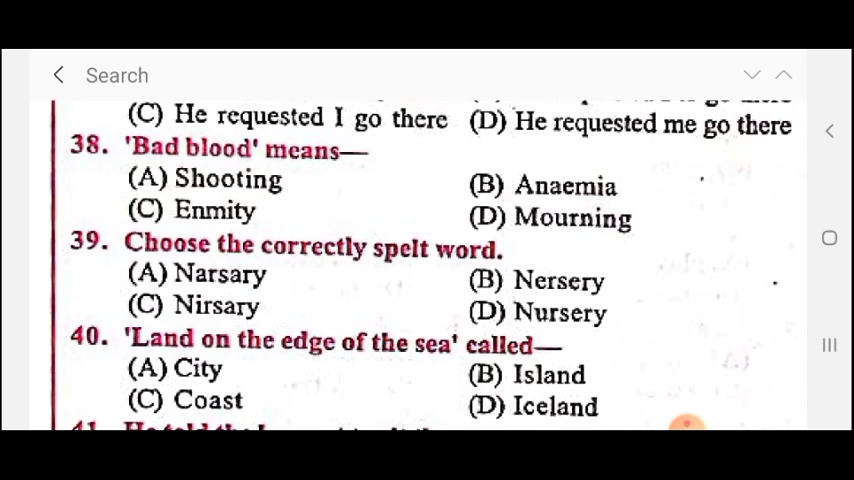 Search
(C) He requested I go there (D) He requested me go there
38. 'Bad blood' means—
(A) Shooting (B) Anaemia
(C) Enmity (D) Mourning
39. Choose the correctly spelt word.
(A) Narsary (B) Nersery
(C) Nirsary (D) Nursery
40. 'Land on the edge of the sea' called—
(A) City (B) Island
(C) Coast (D) Iceland